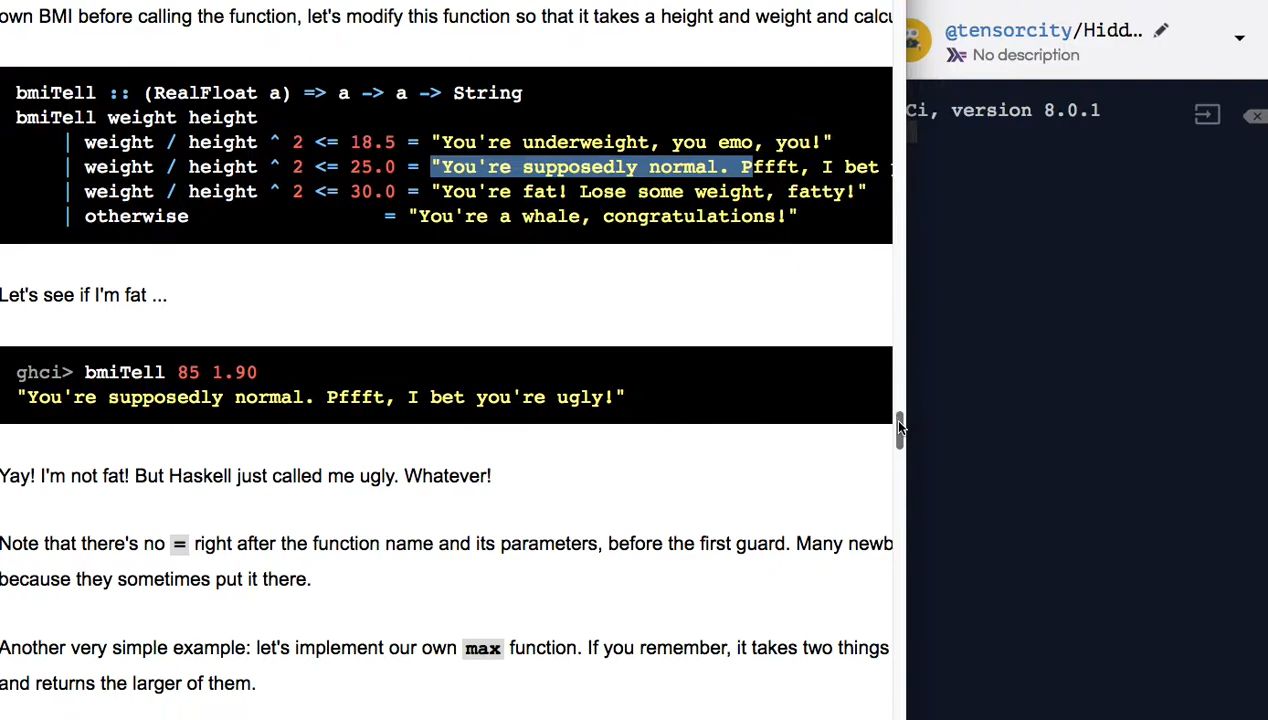 own BMI before calling the function, let's modify this function so that it takes a height and weight and calcu
bmiTell :: (RealFloat a) => a -> a -> String
bmiTell weight height
| weight / height ^ 2 <= 18.5 = "You're underweight, you emo, you!"
| weight / height ^ 2 <= 25.0 = "You're supposedly normal. Pffft, I bet
| weight / height ^ 2 <= 30.0 = "You're fat! Lose some weight, fatty!"
| otherwise = "You're a whale, congratulations!"
Let's see if I'm fat ...
ghci> bmiTell 85 1.90
"You're supposedly normal. Pffft, I bet you're ugly!"
Yay! I'm not fat! But Haskell just called me ugly. Whatever!
Note that there's no = right after the function name and its parameters, before the first guard. Many newb
because they sometimes put it there.
Another very simple example: let's implement our own max function. If you remember, it takes two things
and returns the larger of them.
@tensorcity/Hidd...
No description
Ci, version 8.0.1